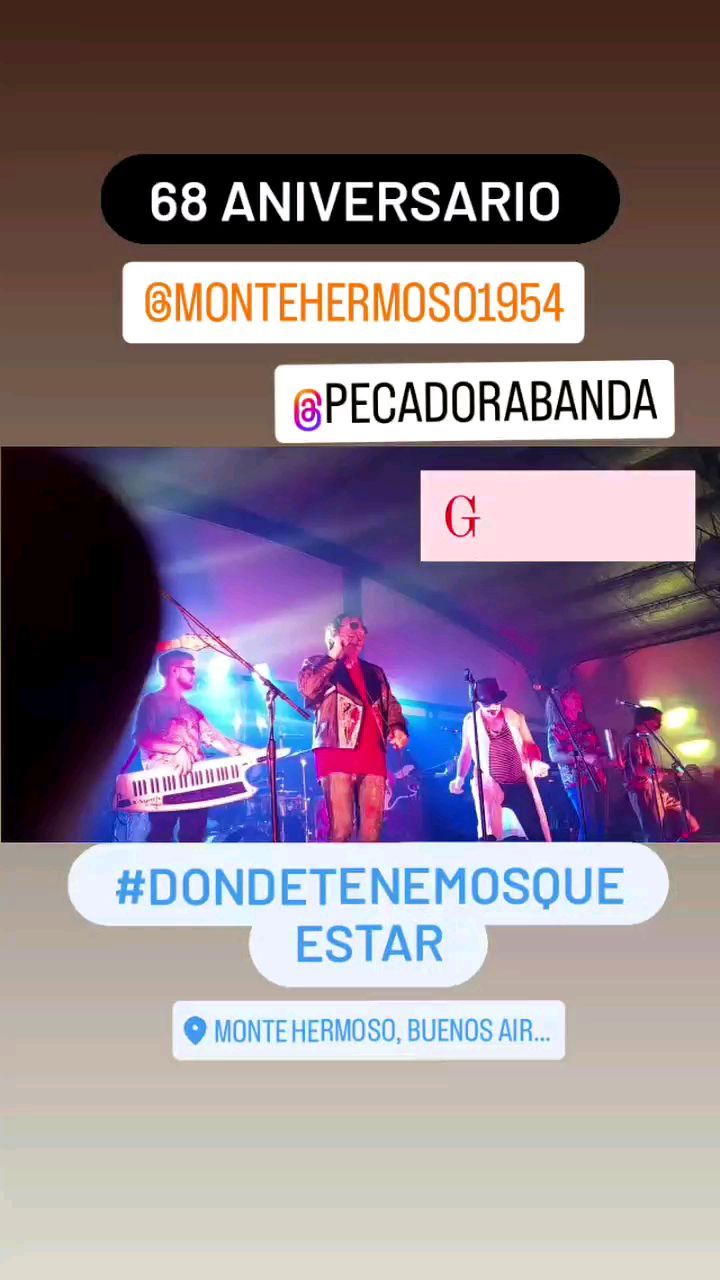 68 ANIVERSARIO
@MONTEHERMOSO1954
@PECADORABANDA
G
#DONDETENEMOSQUE
ESTAR
MONTE HERMOSO, BUENOS AIR...